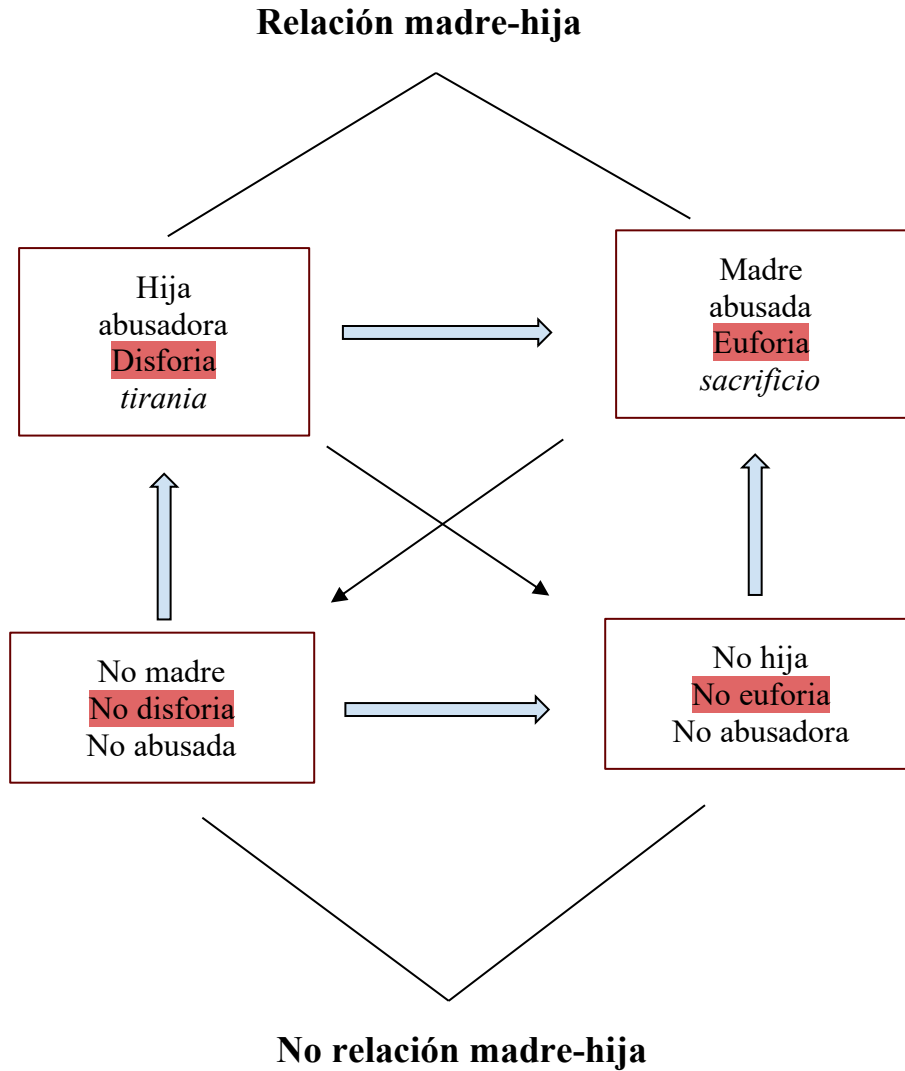 Relación madre-hija
Hija
abusadora
Disforia
tirania
Madre
abusada
Euforia
sacrificio
No madre
No disforia
No abusada
No hija
No euforia
No abusadora
No relación madre-hija